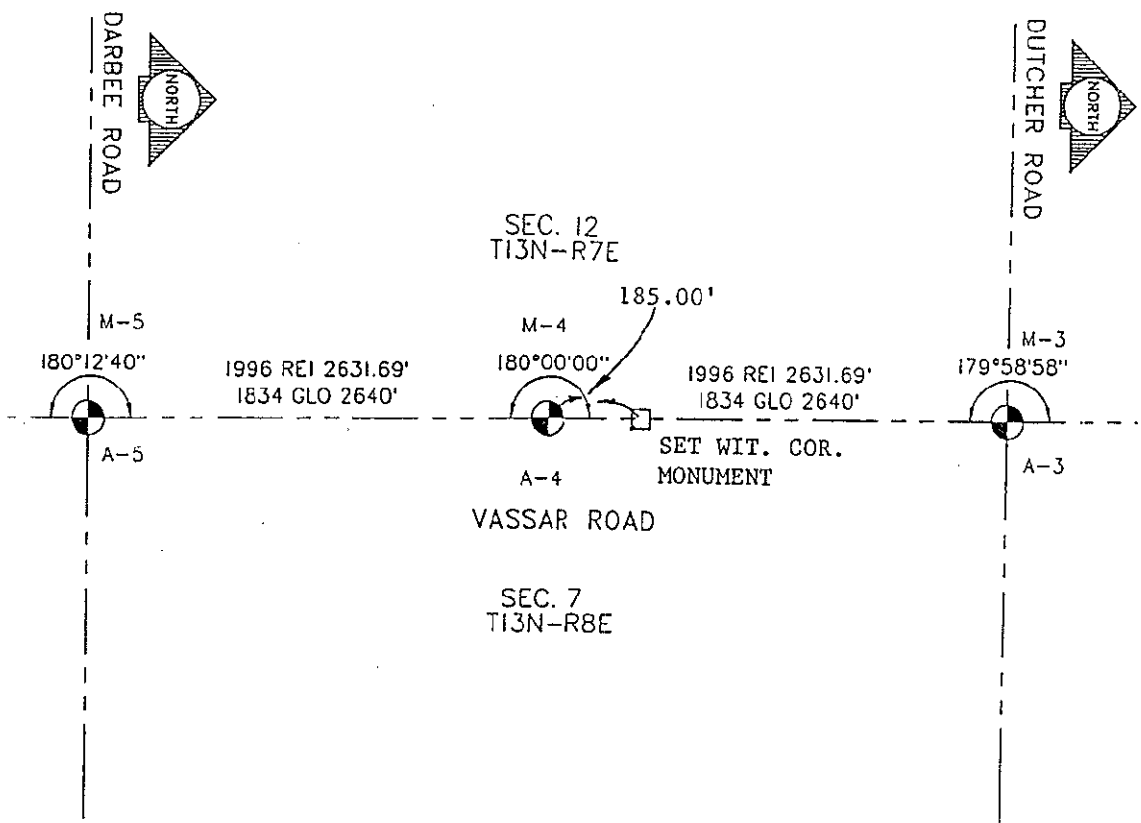 DARBEE ROAD
NORTH
DUTCHER ROAD
NORTH
SEC. 12
T13N-R7E
185.00'
M-5
M-4
M-3
180°12'40"
1996 REI 2631.69'
1834 GLO 2640'
180°00'00"
1996 REI 2631.69'
1834 GLO 2640'
179°58'58"
SET WIT. COR.
MONUMENT
A-5
A-4
A-3
VASSAR ROAD
SEC. 7
T13N-R8E